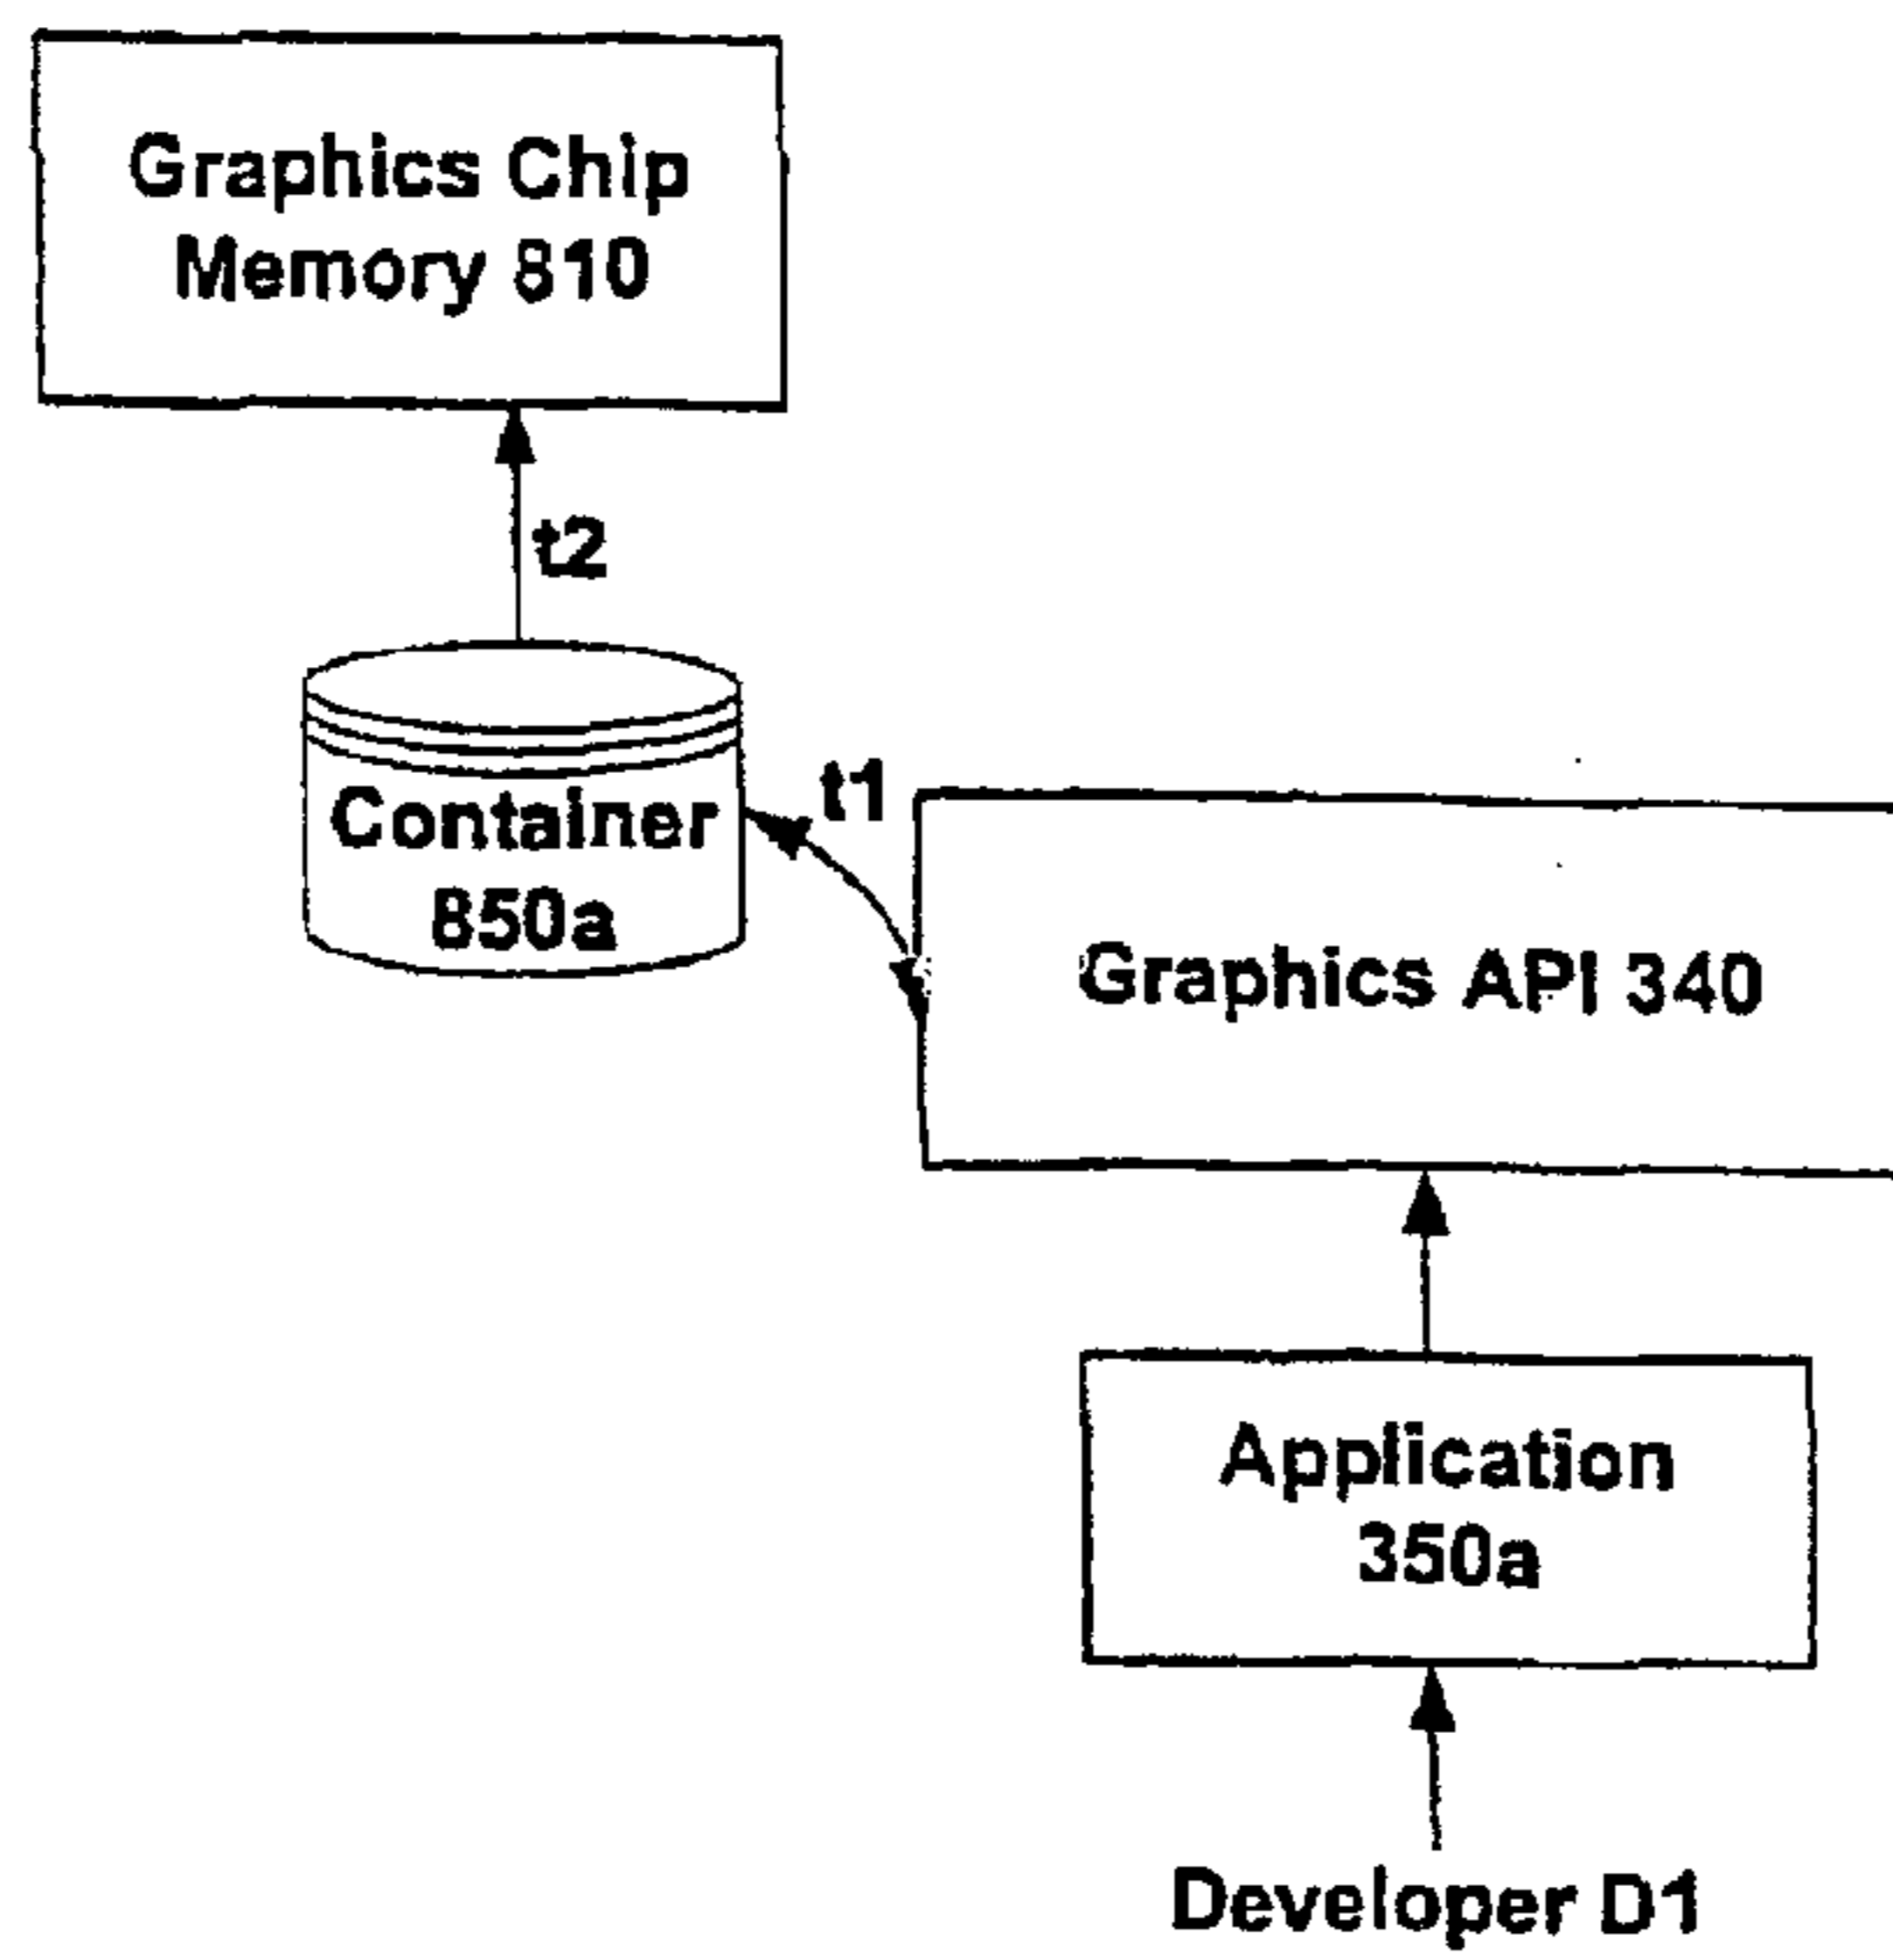 Graphics Chip
Memory 810
t2
Container
850a
t1
Graphics API 340
Application
350a
Developer D1